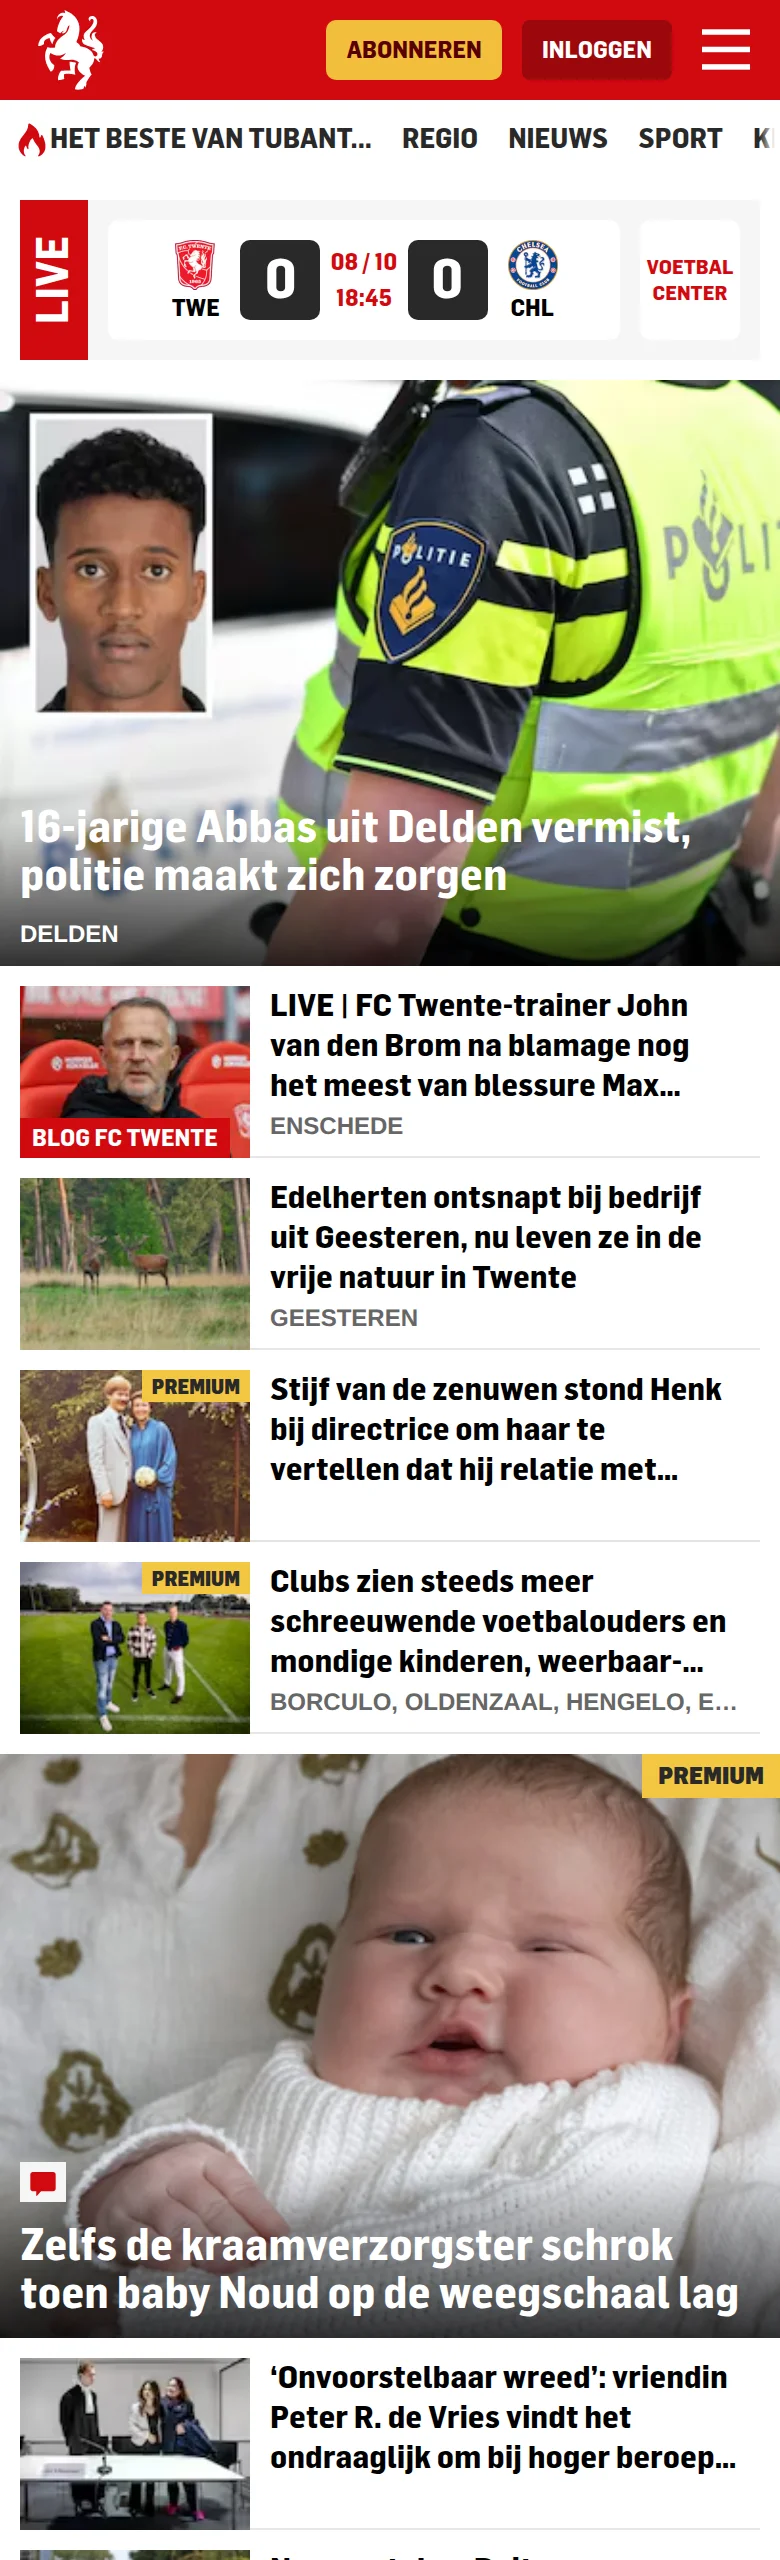 ABONNEREN
INLOGGEN
HET BESTE VAN TUBANT...
REGIO
NIEUWS
SPORT
LIVE
TWE
0
08 / 10
18:45
0
CHELSEA
CHL
VOETBAL
CENTER
POLITIE
16-jarige Abbas uit Delden vermist,
politie maakt zich zorgen
DELDEN
LIVE | FC Twente-trainer John
van den Brom na blamage nog
het meest van blessure Max...
BLOG FC TWENTE
ENSCHEDE
Edelherten ontsnapt bij bedrijf
uit Geesteren, nu leven ze in de
vrije natuur in Twente
GEESTEREN
PREMIUM
Stijf van de zenuwen stond Henk
bij directrice om haar te
vertellen dat hij relatie met...
PREMIUM
Clubs zien steeds meer
schreeuwende voetbalouders en
mondige kinderen, weerbaar-...
BORCULO, OLDENZAAL, HENGELO, E...
PREMIUM
Zelfs de kraamverzorgster schrok
toen baby Noud op de weegschaal lag
‘Onvoorstelbaar wreed’: vriendin
Peter R. de Vries vindt het
ondraaglijk om bij hoger beroep...